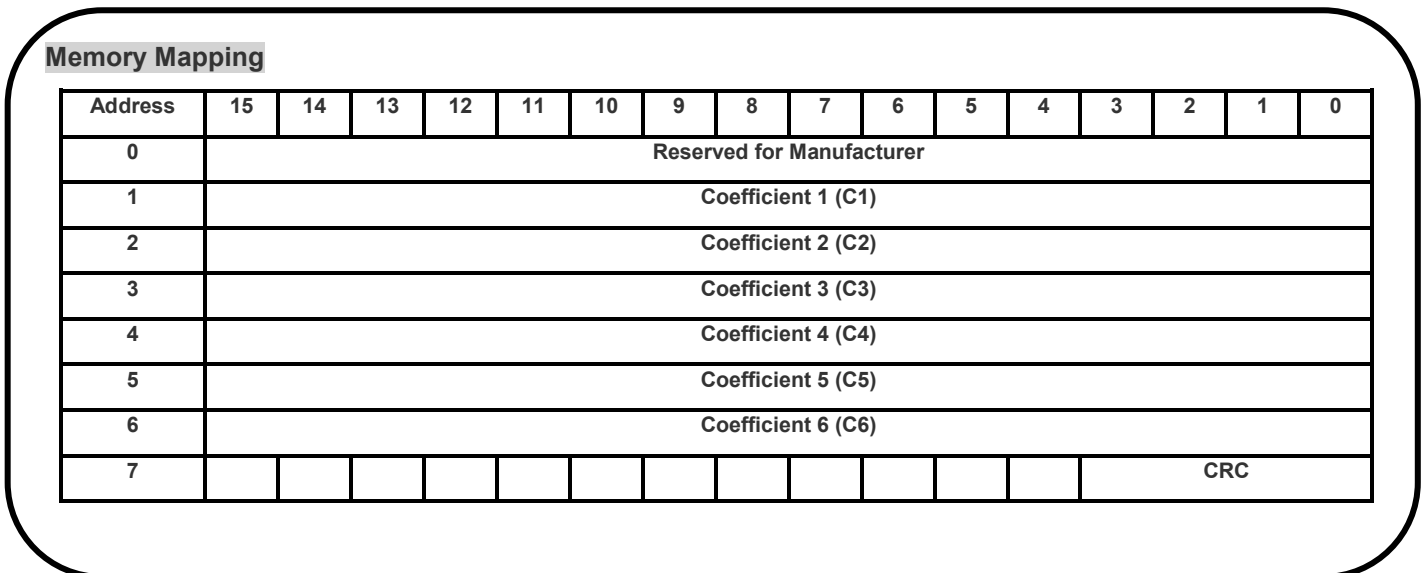 Memory Mapping
Address 15 14 13 12 11 10 9 8 7 6 5 4 3 2 1 0
0 Reserved for Manufacturer
1 Coefficient 1 (C1)
2 Coefficient 2 (C2)
3 Coefficient 3 (C3)
4 Coefficient 4 (C4)
5 Coefficient 5 (C5)
6 Coefficient 6 (C6)
7 CRC